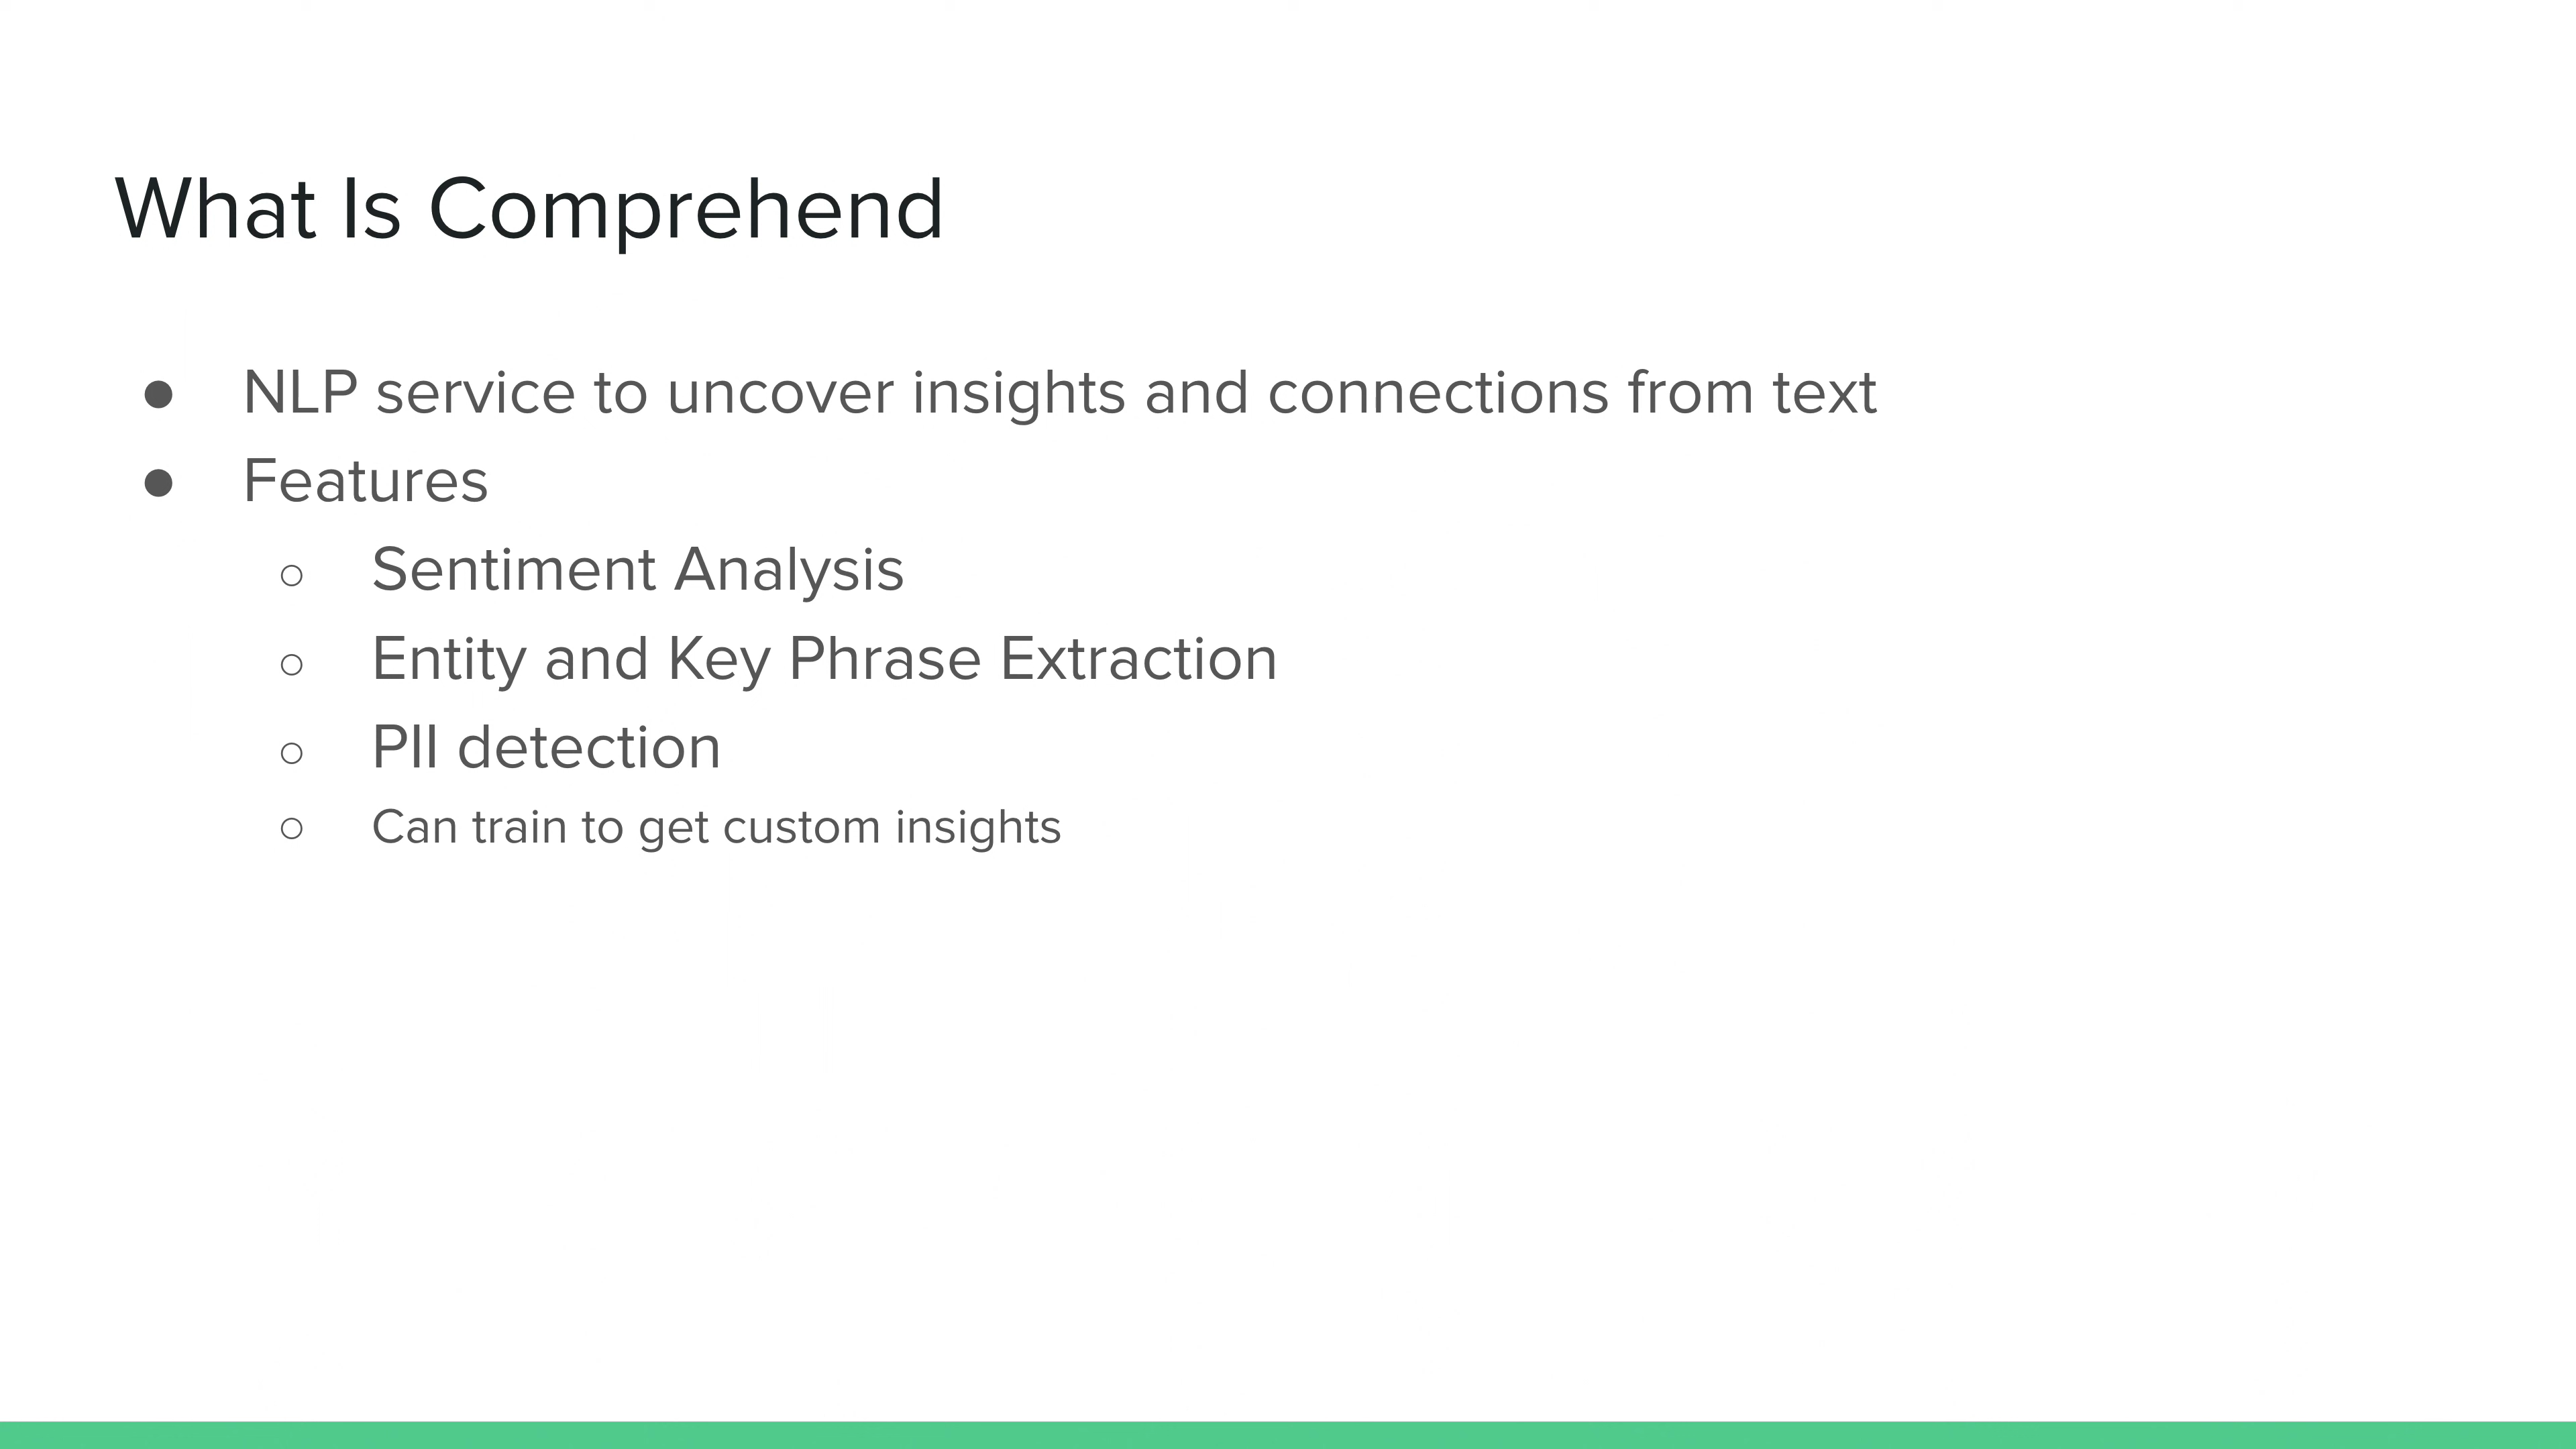 What Is Comprehend
● NLP service to uncover insights and connections from text
● Features
○ Sentiment Analysis
○ Entity and Key Phrase Extraction
○ PII detection
○ Can train to get custom insights